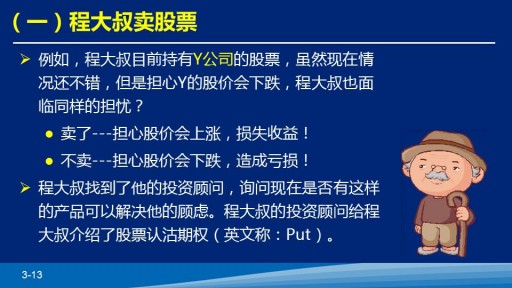 （一）程大叔卖股票
例如，程大叔目前持有Y公司的股票，虽然现在情
况还不错，但是担心Y的股价会下跌，程大叔也面
临同样的担忧？
卖了---担心股价会上涨，损失收益！
不卖---担心股价会下跌，造成亏损！
程大叔找到了他的投资顾问，询问现在是否有这样
的产品可以解决他的顾虑。程大叔的投资顾问给程
大叔介绍了股票认沽期权（英文称：Put）。
3-13